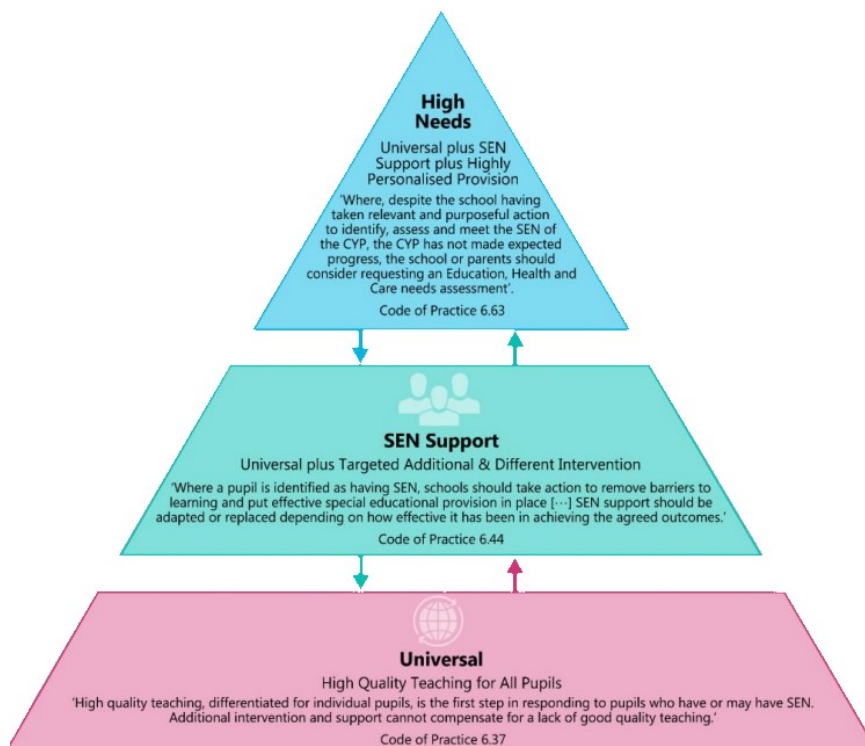 High
Needs
Universal plus SEN
Support plus Highly
Personalised Provision
‘Where, despite the school having
taken relevant and purposeful action
to identify, assess and meet the SEN of
the CYP, the CYP has not made expected
progress, the school or parents should
consider requesting an Education, Health and
Care needs assessment’.
Code of Practice 6.63
SEN Support
Universal plus Targeted Additional & Different Intervention
‘Where a pupil is identified as having SEN, schools should take action to remove barriers to
learning and put effective special educational provision in place [···] SEN support should be
adapted or replaced depending on how effective it has been in achieving the agreed outcomes.’
Code of Practice 6.44
Universal
High Quality Teaching for All Pupils
‘High quality teaching, differentiated for individual pupils, is the first step in responding to pupils who have or may have SEN.
Additional intervention and support cannot compensate for a lack of good quality teaching.’
Code of Practice 6.37